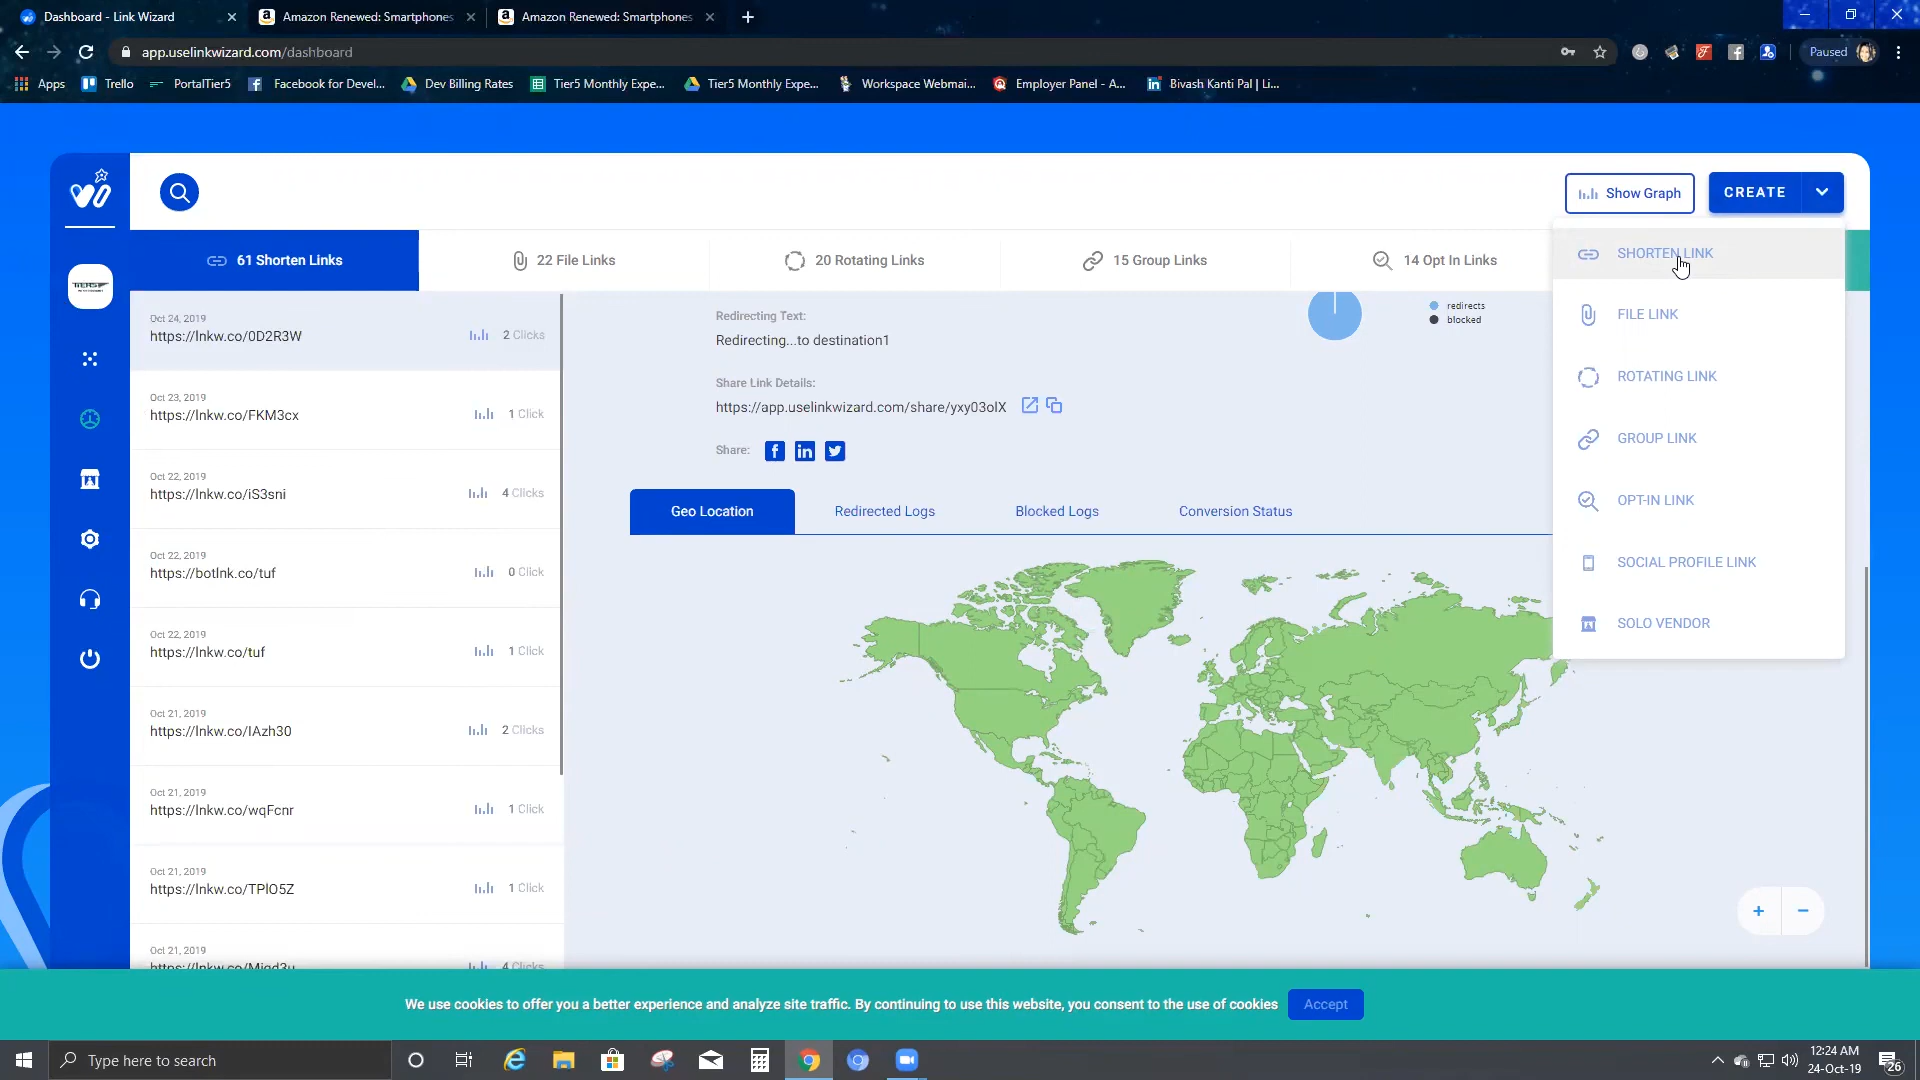 Dashboard - Link Wizard
Amazon Renewed: Smartphones
Amazon Renewed: Smartphones
app.uselinkwizard.com/dashboard
Paused
Apps
Trello
PortalTier5
Facebook for Devel...
Dev Billing Rates
Tier5 Monthly Expe...
Tier5 Monthly Expe...
Workspace Webmai...
Employer Panel - A...
Bivash Kanti Pal | Li...
Show Graph
CREATE
61 Shorten Links
22 File Links
20 Rotating Links
15 Group Links
14 Opt In Links
SHORTEN LINK
FILE LINK
ROTATING LINK
GROUP LINK
OPT-IN LINK
SOCIAL PROFILE LINK
SOLO VENDOR
TIER5
Oct 24, 2019
https://lnkw.co/0D2R3W
2 Clicks
Oct 23, 2019
https://lnkw.co/FKM3cx
1 Click
Oct 22, 2019
https://lnkw.co/iS3sni
4 Clicks
Oct 22, 2019
https://botlnk.co/tuf
0 Click
Oct 22, 2019
https://lnkw.co/tuf
1 Click
Oct 21, 2019
https://lnkw.co/IAzh30
2 Clicks
Oct 21, 2019
https://lnkw.co/wqFcnr
1 Click
Oct 21, 2019
https://lnkw.co/TPlO5Z
1 Click
Oct 21, 2019
4 Clicks
Redirecting Text:
Redirecting...to destination1
redirects
blocked
Share Link Details:
https://app.uselinkwizard.com/share/yxy03olX
Share:
Geo Location
Redirected Logs
Blocked Logs
Conversion Status
+
−
We use cookies to offer you a better experience and analyze site traffic. By continuing to use this website, you consent to the use of cookies
Accept
Type here to search
12:24 AM
24-Oct-19
26